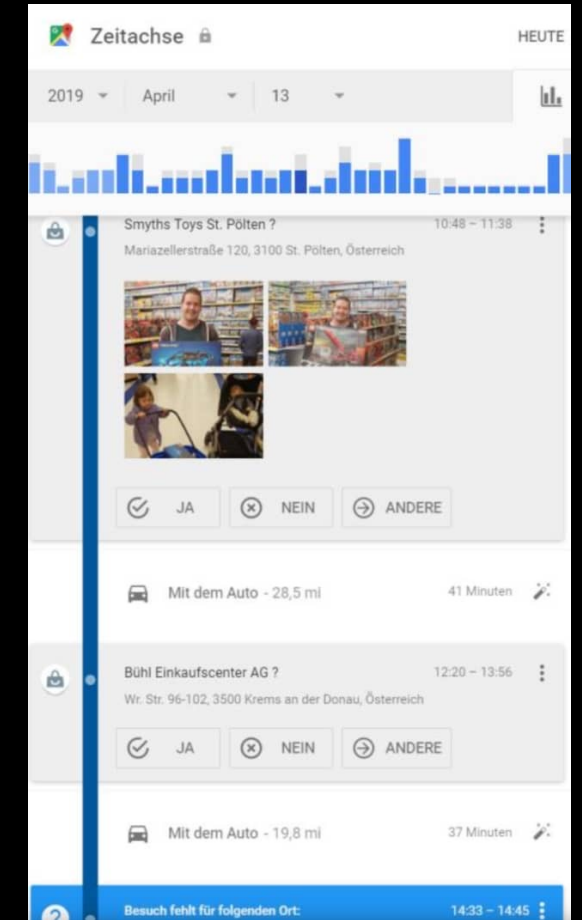 Zeitachse
HEUTE
2019 April 13
Smyths Toys St. Pölten ? 10:48 – 11:38
Mariazellerstraße 120, 3100 St. Pölten, Österreich
JA NEIN ANDERE
Mit dem Auto - 28,5 mi 41 Minuten
Bühl Einkaufscenter AG ? 12:20 – 13:56
Wr. Str. 96-102, 3500 Krems an der Donau, Österreich
JA NEIN ANDERE
Mit dem Auto - 19,8 mi 37 Minuten
Besuch fehlt für folgenden Ort: 14:33 – 14:45